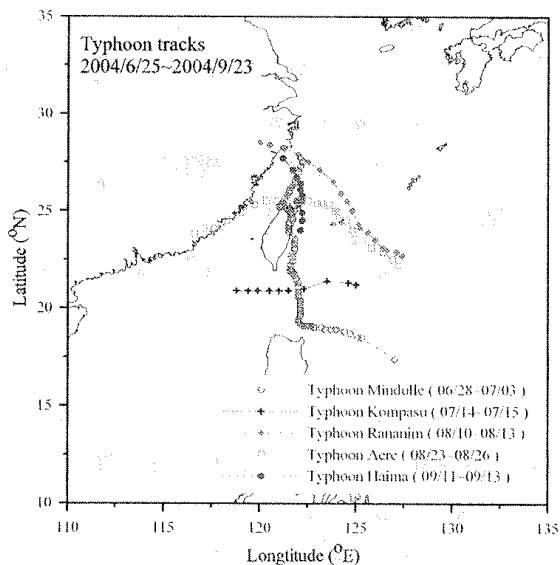 Typhoon tracks
2004/6/25~2004/9/23
35
30
25
20
15
10
Latitude (°N)
Typhoon Mindulle ( 06/28~07/03 )
Typhoon Kompasu ( 07/14~07/15 )
Typhoon Rananim ( 08/10~08/13 )
Typhoon Aere ( 08/23~08/26 )
Typhoon Haima ( 09/11~09/13 )
110
115
120
125
130
135
Longtitude (°E)